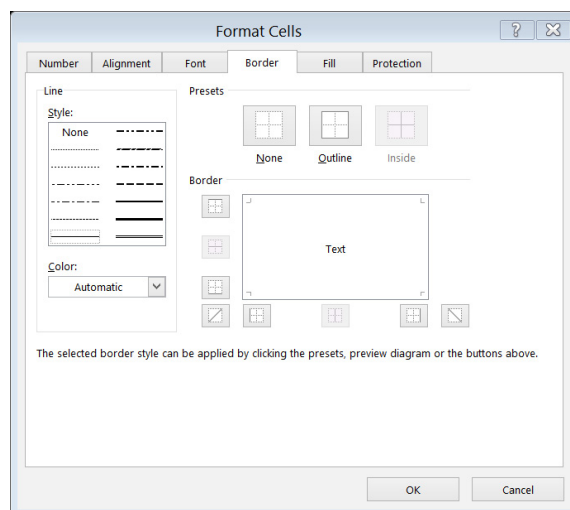 Format Cells
Number Alignment Font Border Fill Protection
Line
Style:
None
Color:
Automatic
Presets
None Outline Inside
Border
Text
The selected border style can be applied by clicking the presets, preview diagram or the buttons above.
OK Cancel